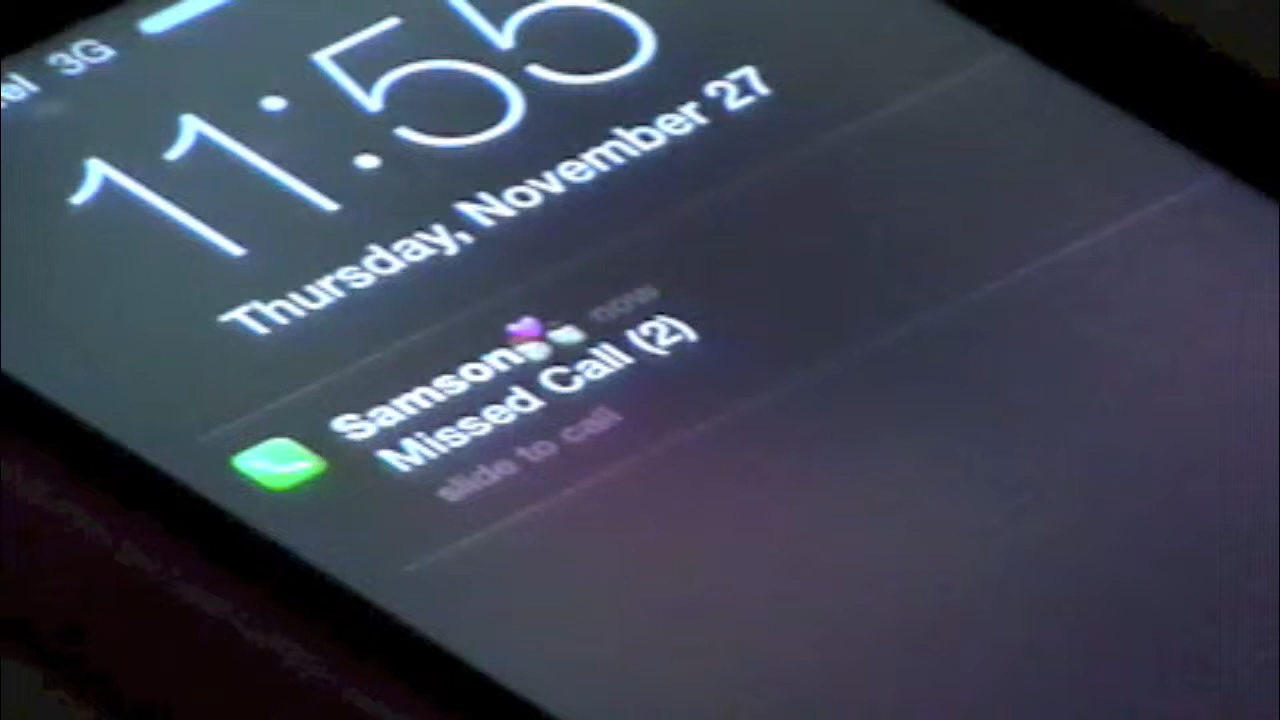 3G
11:55
Thursday, November 27
Samson now
Missed Call (2)
slide to call